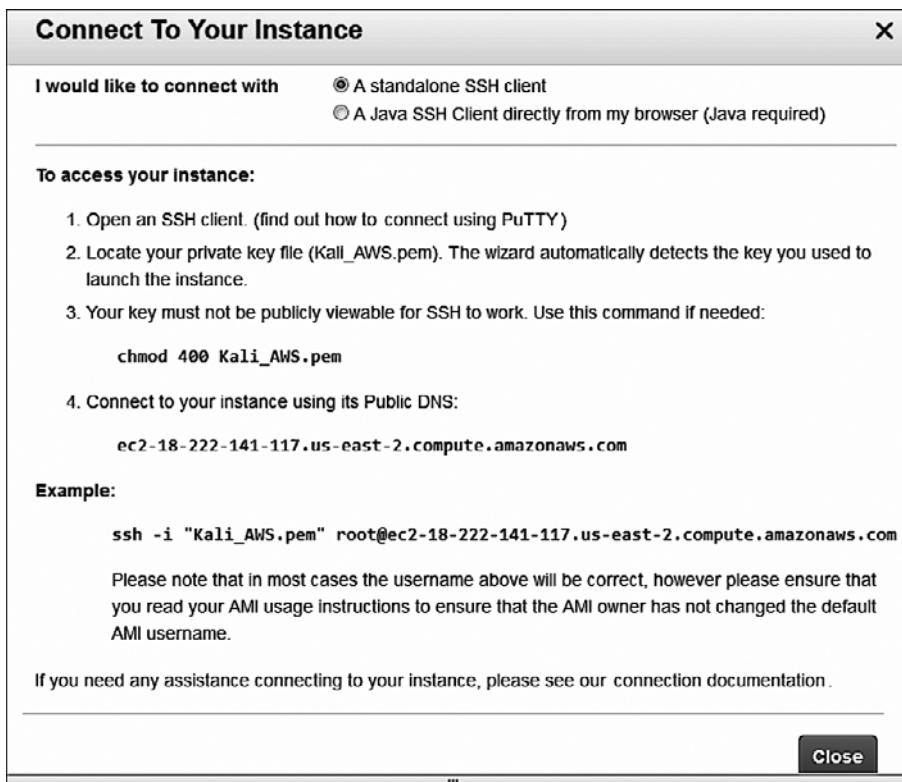 Connect To Your Instance
I would like to connect with
A standalone SSH client
A Java SSH Client directly from my browser (Java required)
To access your instance:
1. Open an SSH client. (find out how to connect using PuTTY)
2. Locate your private key file (Kali_AWS.pem). The wizard automatically detects the key you used to
launch the instance.
3. Your key must not be publicly viewable for SSH to work. Use this command if needed:
chmod 400 Kali_AWS.pem
4. Connect to your instance using its Public DNS:
ec2-18-222-141-117.us-east-2.compute.amazonaws.com
Example:
ssh -i "Kali_AWS.pem" root@ec2-18-222-141-117.us-east-2.compute.amazonaws.com
Please note that in most cases the username above will be correct, however please ensure that
you read your AMI usage instructions to ensure that the AMI owner has not changed the default
AMI username.
If you need any assistance connecting to your instance, please see our connection documentation.
Close